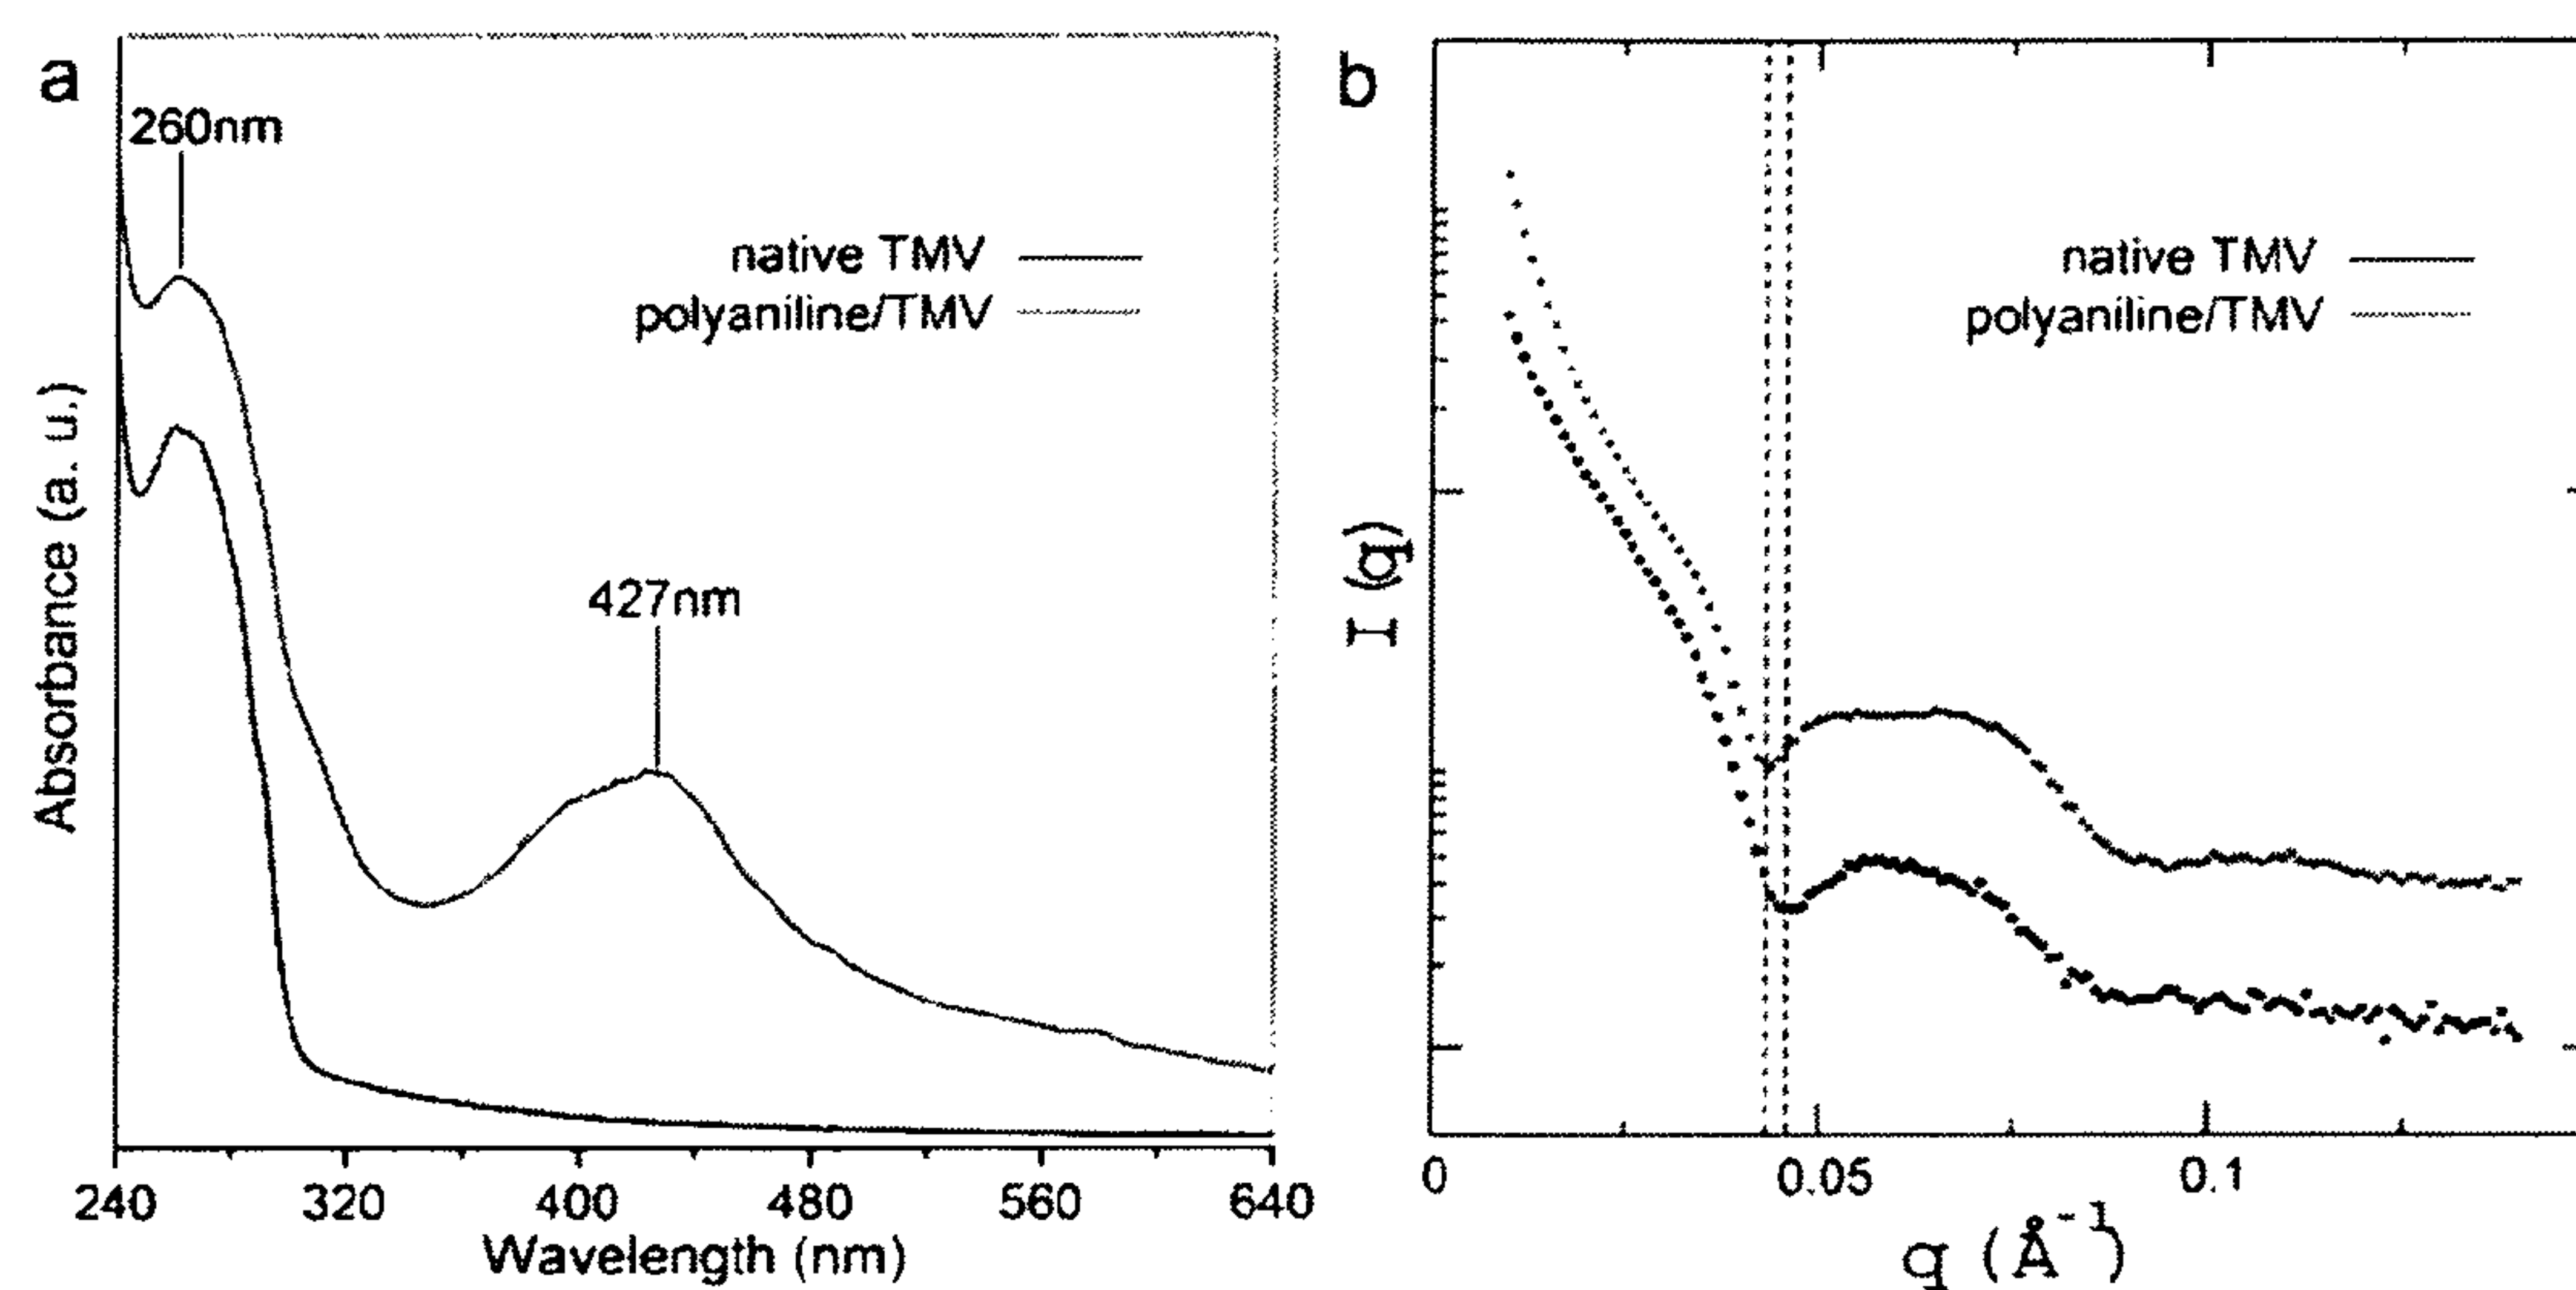 a
260nm
native TMV
polyaniline/TMV
427nm
Absorbance (a. u.)
240 320 400 480 560 640
Wavelength (nm)
b
native TMV
polyaniline/TMV
I (q)
0 0.05 0.1
q (Å⁻¹)